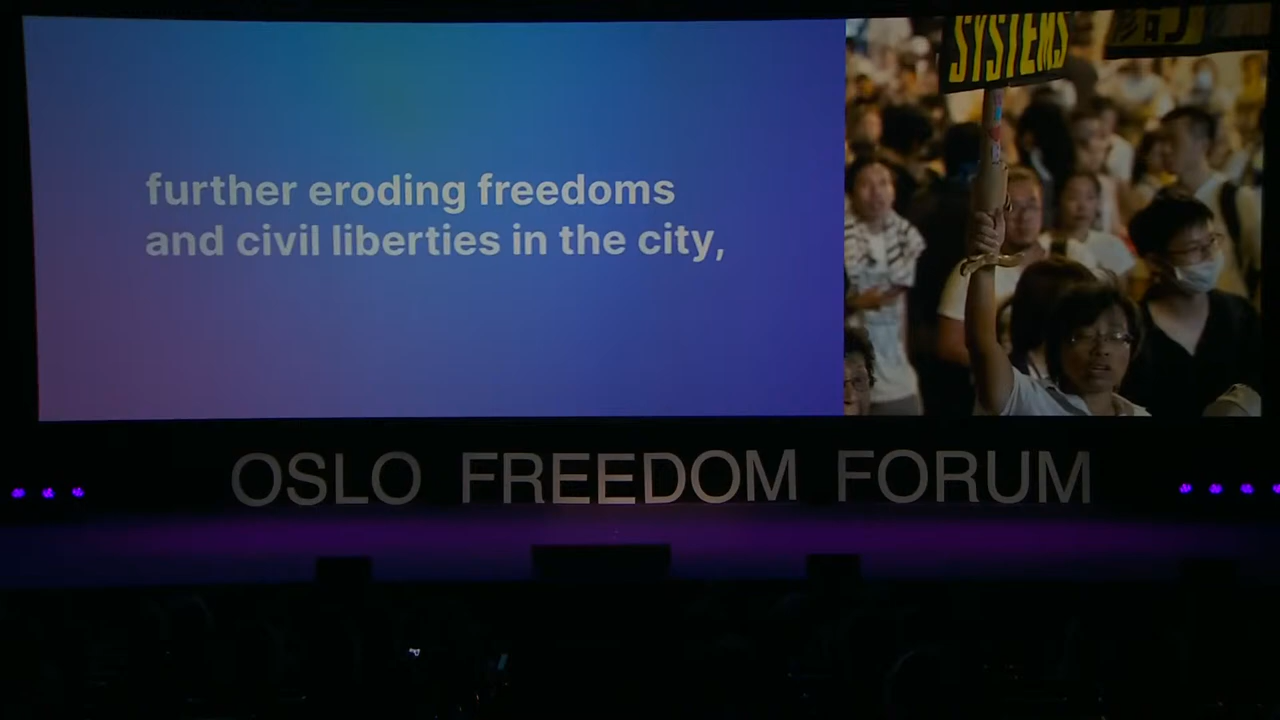 further eroding freedoms
and civil liberties in the city,
SYSTEMS
OSLO FREEDOM FORUM